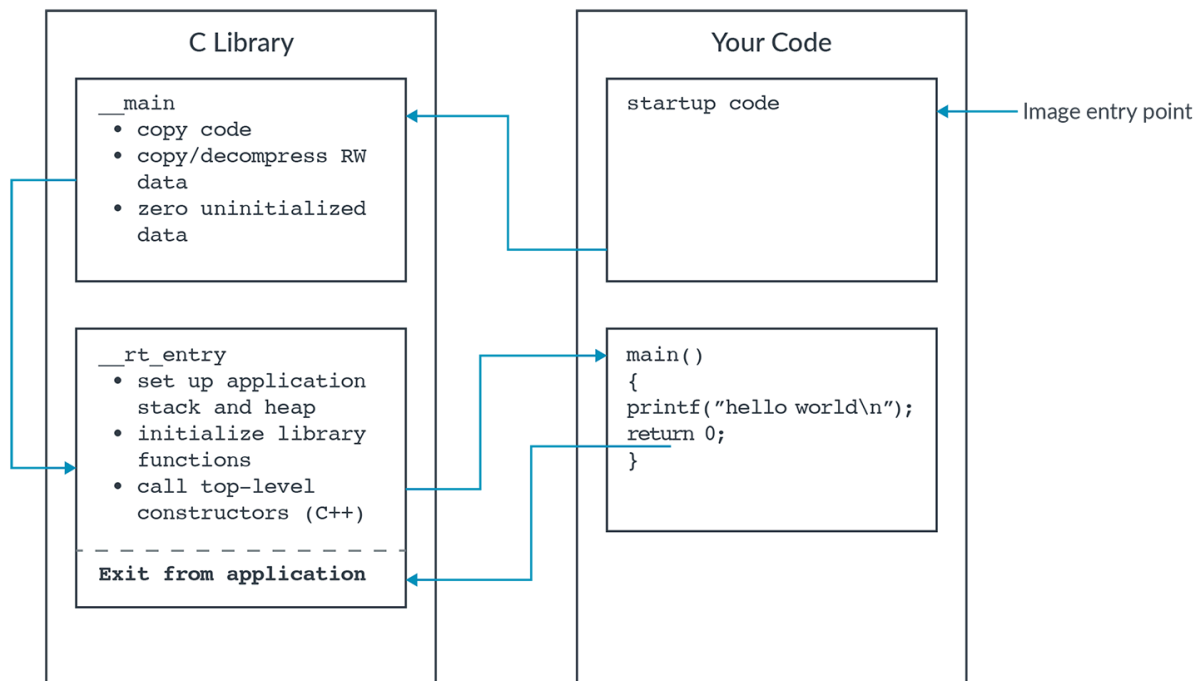 C Library
__main
• copy code
• copy/decompress RW
data
• zero uninitialized
data
__rt_entry
• set up application
stack and heap
• initialize library
functions
• call top-level
constructors (C++)
Exit from application
Your Code
startup code
Image entry point
main()
{
printf(”hello world\n”);
return 0;
}